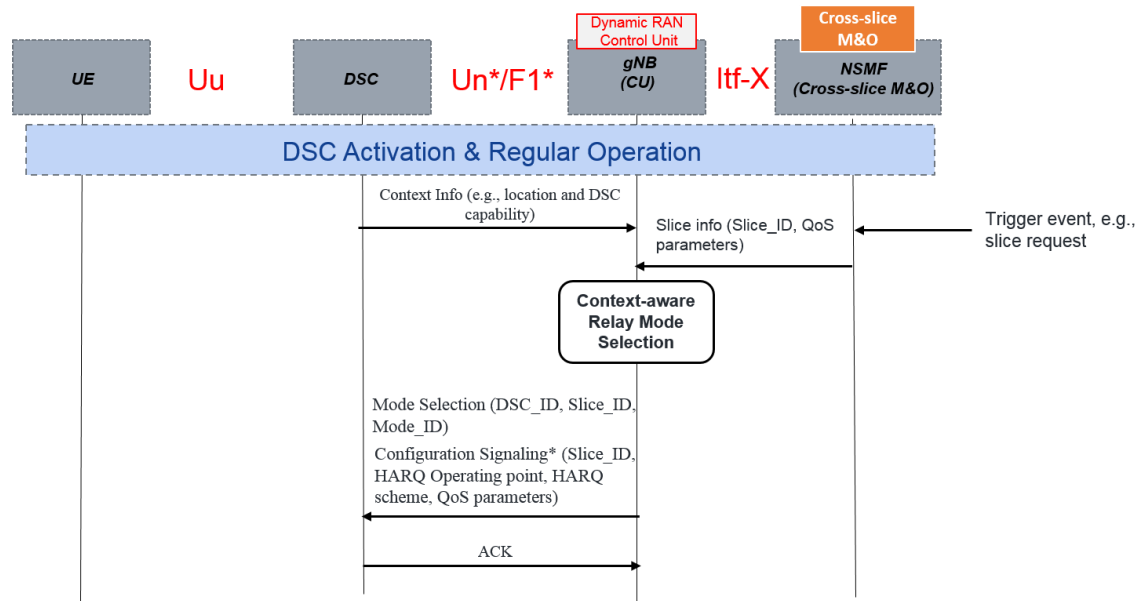 Dynamic RAN
Control Unit
Cross-slice
M&O
UE
Uu
DSC
Un*/F1*
gNB
(CU)
Itf-X
NSMF
(Cross-slice M&O)
DSC Activation & Regular Operation
Context Info (e.g., location and DSC
capability)
Slice info (Slice_ID, QoS
parameters)
Trigger event, e.g.,
slice request
Context-aware
Relay Mode
Selection
Mode Selection (DSC_ID, Slice_ID,
Mode_ID)
Configuration Signaling* (Slice_ID,
HARQ Operating point, HARQ
scheme, QoS parameters)
ACK